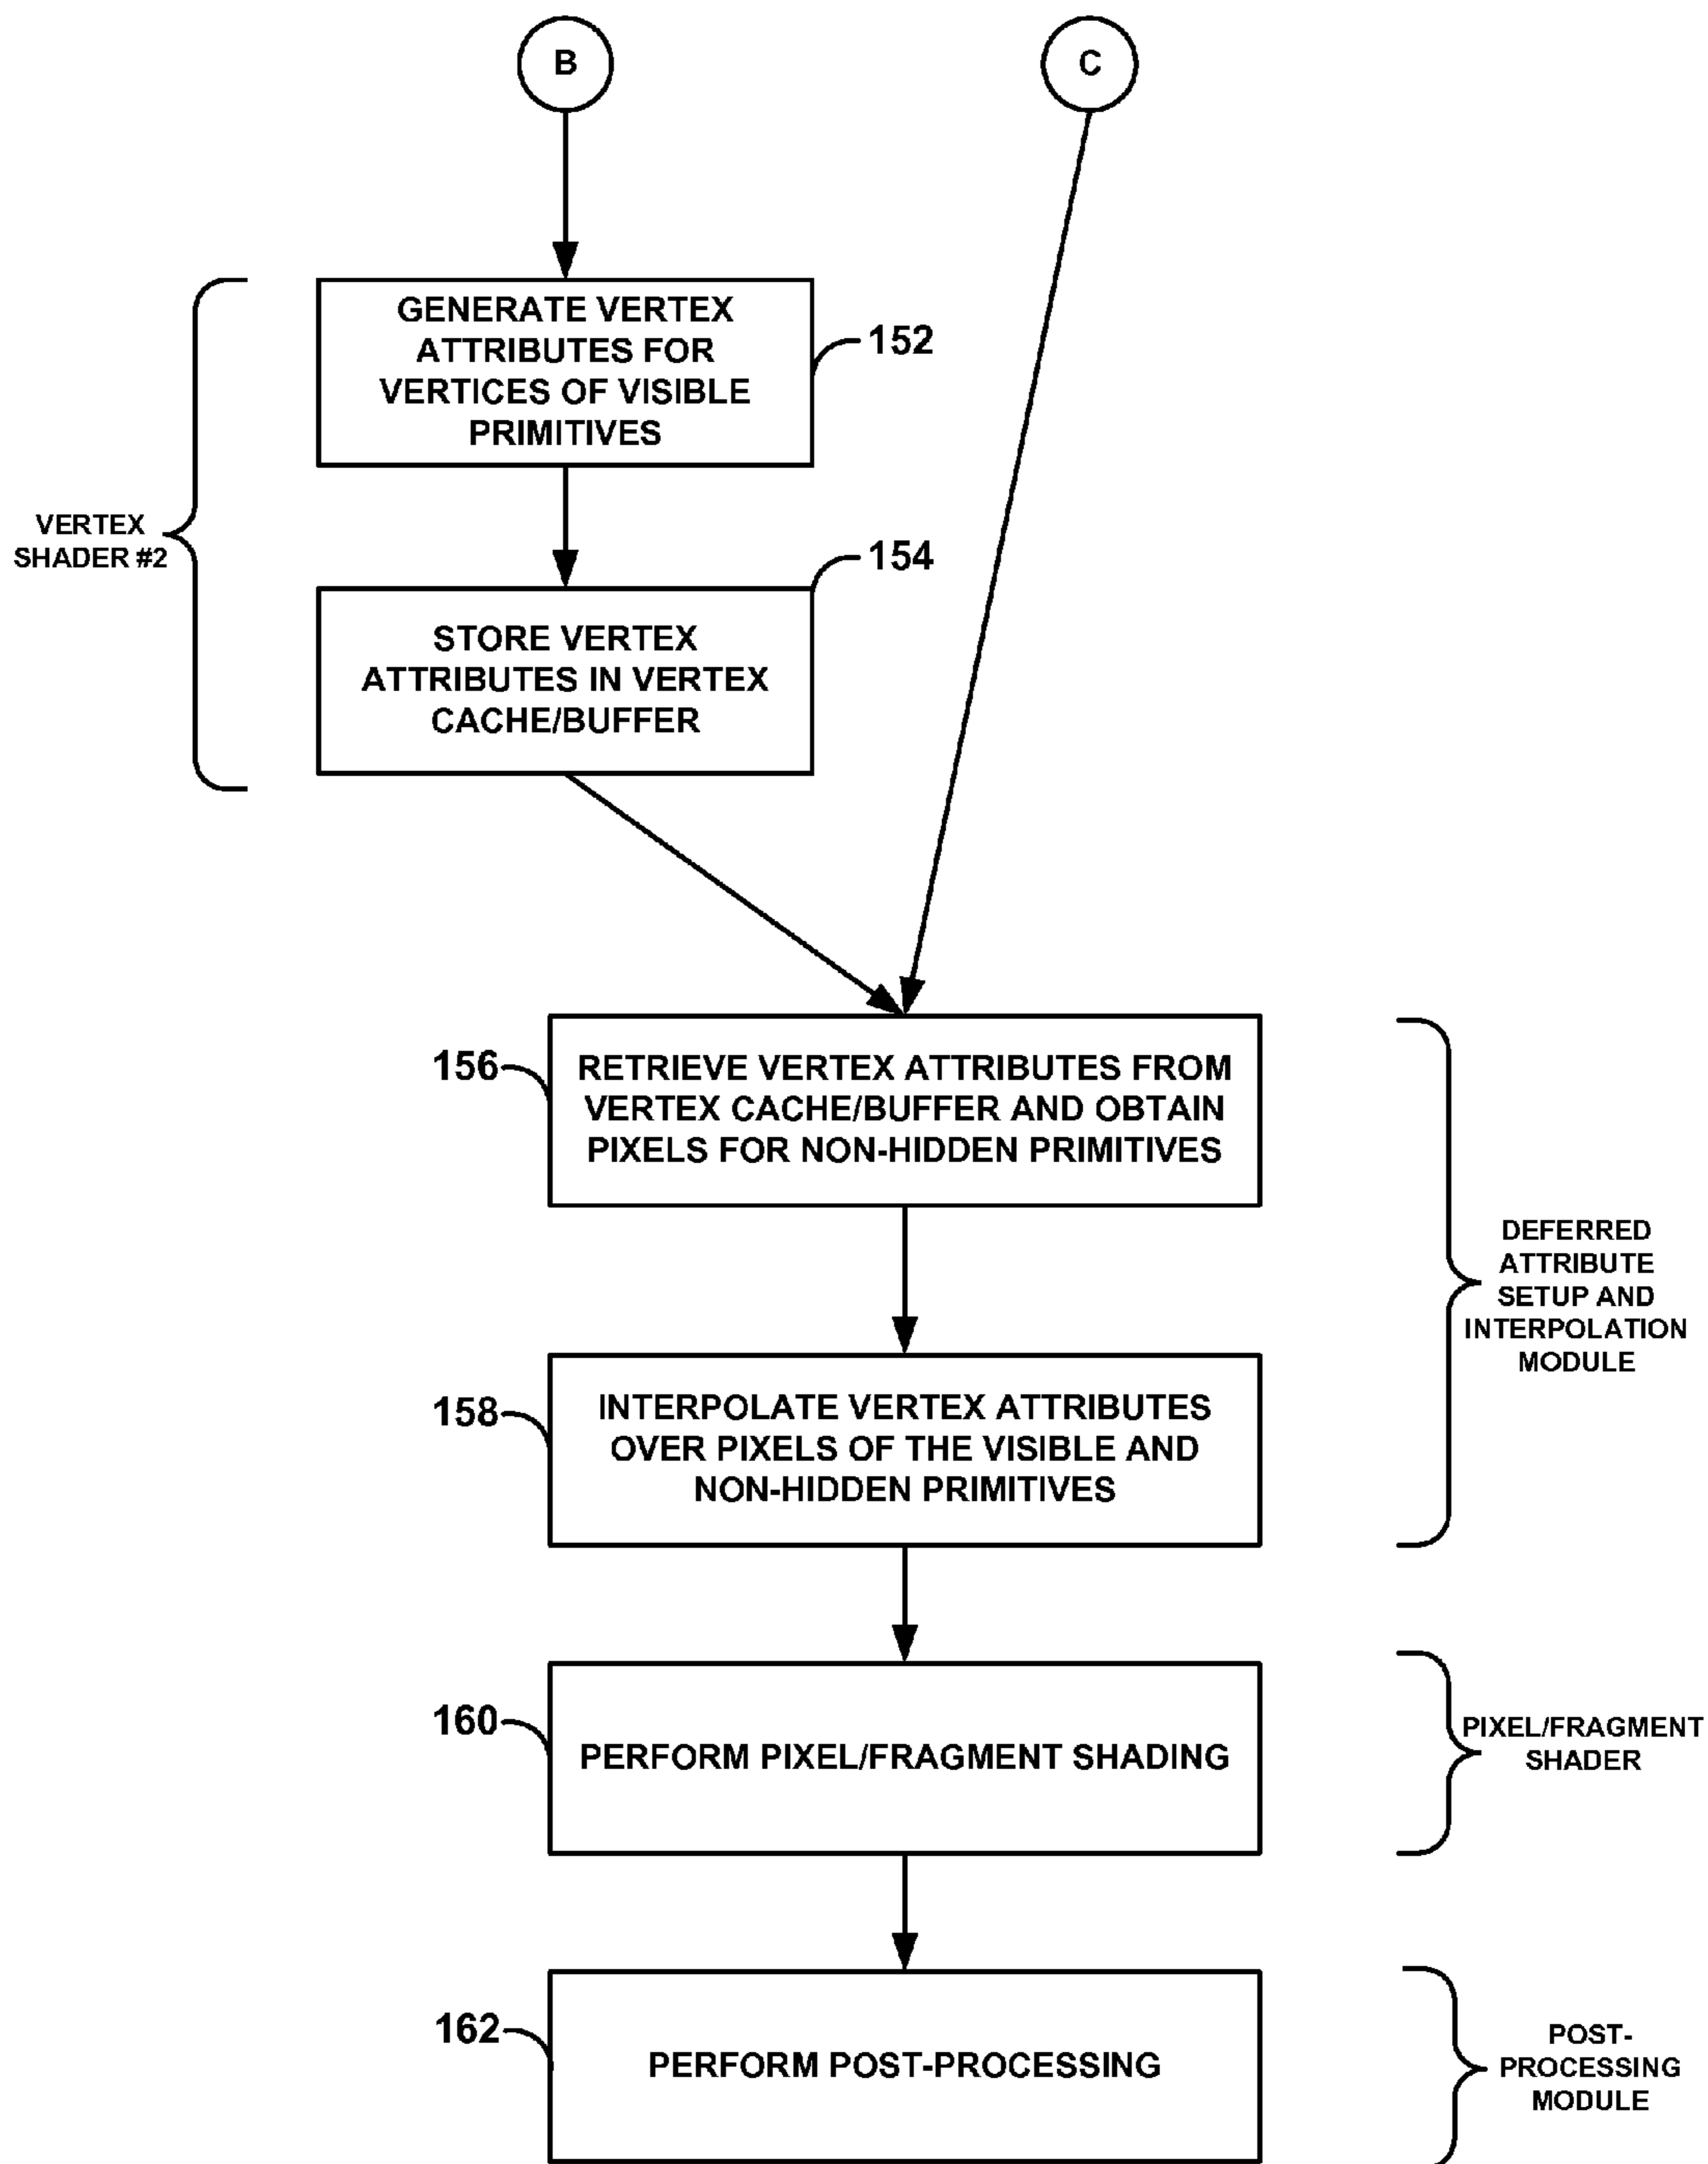 B
C
GENERATE VERTEX
ATTRIBUTES FOR
VERTICES OF VISIBLE
PRIMITIVES
152
VERTEX
SHADER #2
154
STORE VERTEX
ATTRIBUTES IN VERTEX
CACHE/BUFFER
156
RETRIEVE VERTEX ATTRIBUTES FROM
VERTEX CACHE/BUFFER AND OBTAIN
PIXELS FOR NON-HIDDEN PRIMITIVES
DEFERRED
ATTRIBUTE
SETUP AND
INTERPOLATION
MODULE
158
INTERPOLATE VERTEX ATTRIBUTES
OVER PIXELS OF THE VISIBLE AND
NON-HIDDEN PRIMITIVES
160
PERFORM PIXEL/FRAGMENT SHADING
PIXEL/FRAGMENT
SHADER
162
PERFORM POST-PROCESSING
POST-
PROCESSING
MODULE